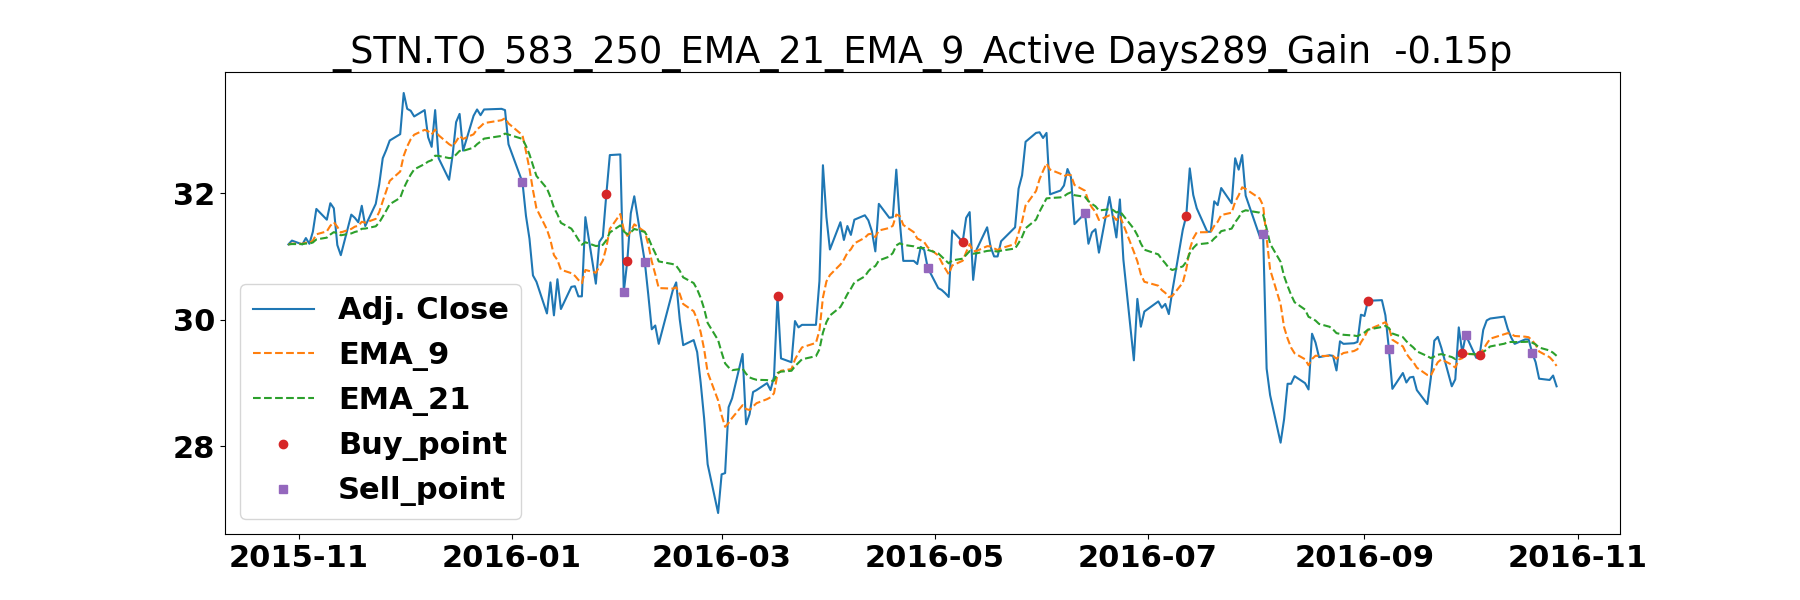 _STN.TO_583_250_EMA_21_EMA_9_Active Days289_Gain  -0.15p
32
30
28
Adj. Close
EMA_9
EMA_21
Buy_point
Sell_point
2015-11 2016-01 2016-03 2016-05 2016-07 2016-09 2016-11